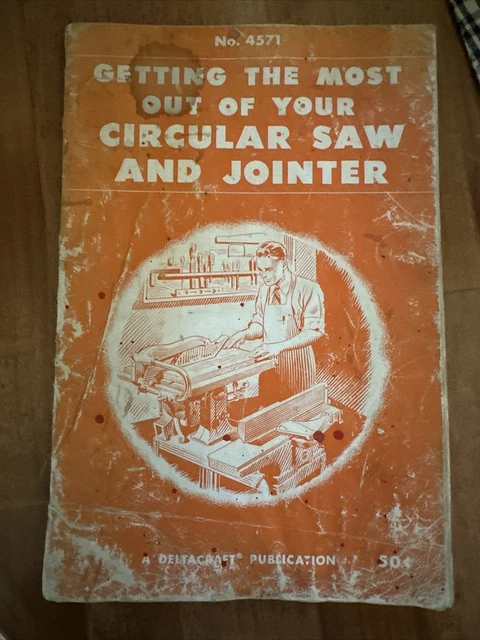 No. 4571
GETTING THE MOST
OUT OF YOUR
CIRCULAR SAW
AND JOINTER
A DELTACRAFT® PUBLICATION
50¢